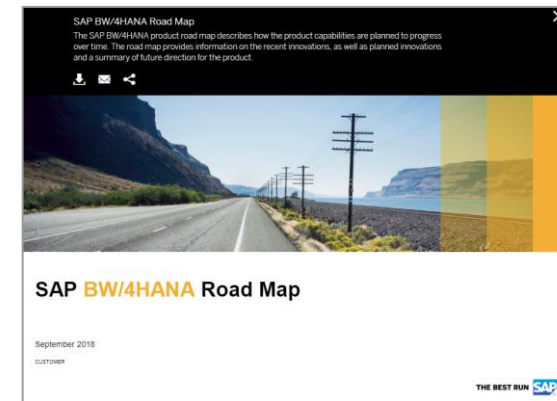 SAP BW/4HANA Road Map
The SAP BW/4HANA product road map describes how the product capabilities are planned to progress
over time. The road map provides information on the recent innovations, as well as planned innovations
and a summary of future direction for the product.
SAP BW/4HANA Road Map
September 2018
CUSTOMER
THE BEST RUN SAP